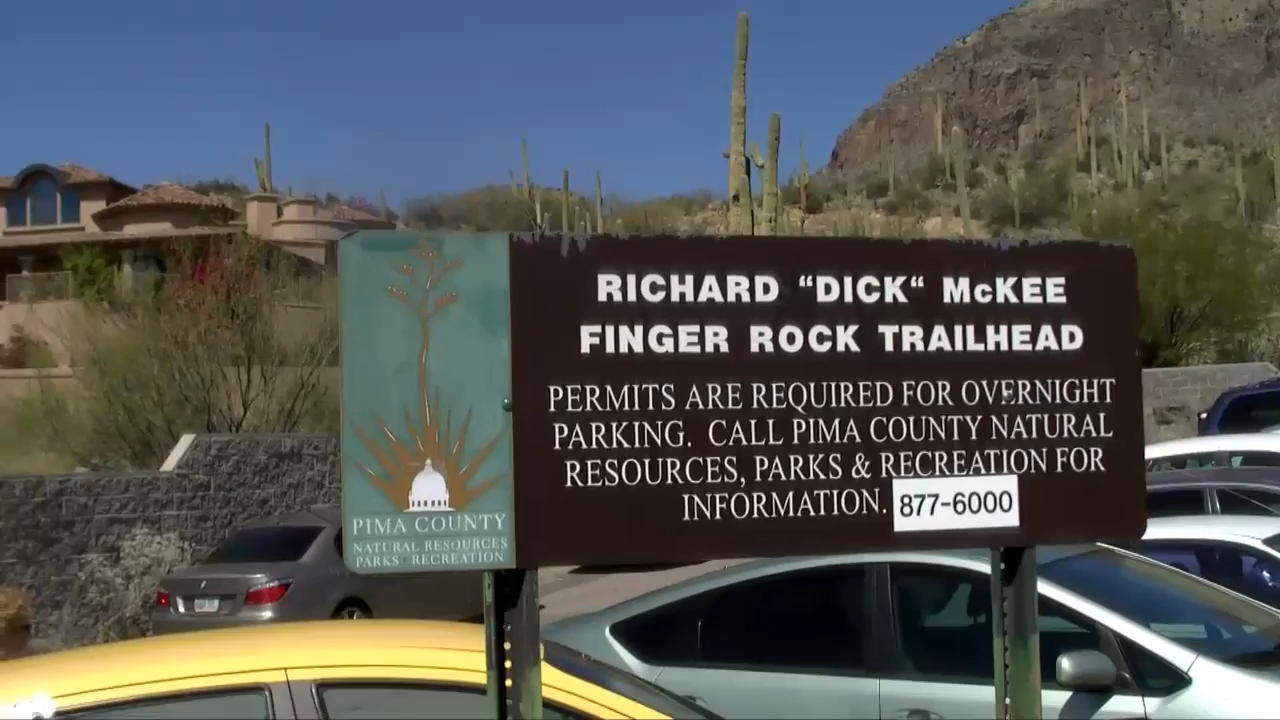 RICHARD “DICK“ McKEE
FINGER ROCK TRAILHEAD
PERMITS ARE REQUIRED FOR OVERNIGHT
PARKING. CALL PIMA COUNTY NATURAL
RESOURCES, PARKS & RECREATION FOR
INFORMATION. 877-6000
PIMA COUNTY
NATURAL RESOURCES
PARKS RECREATION